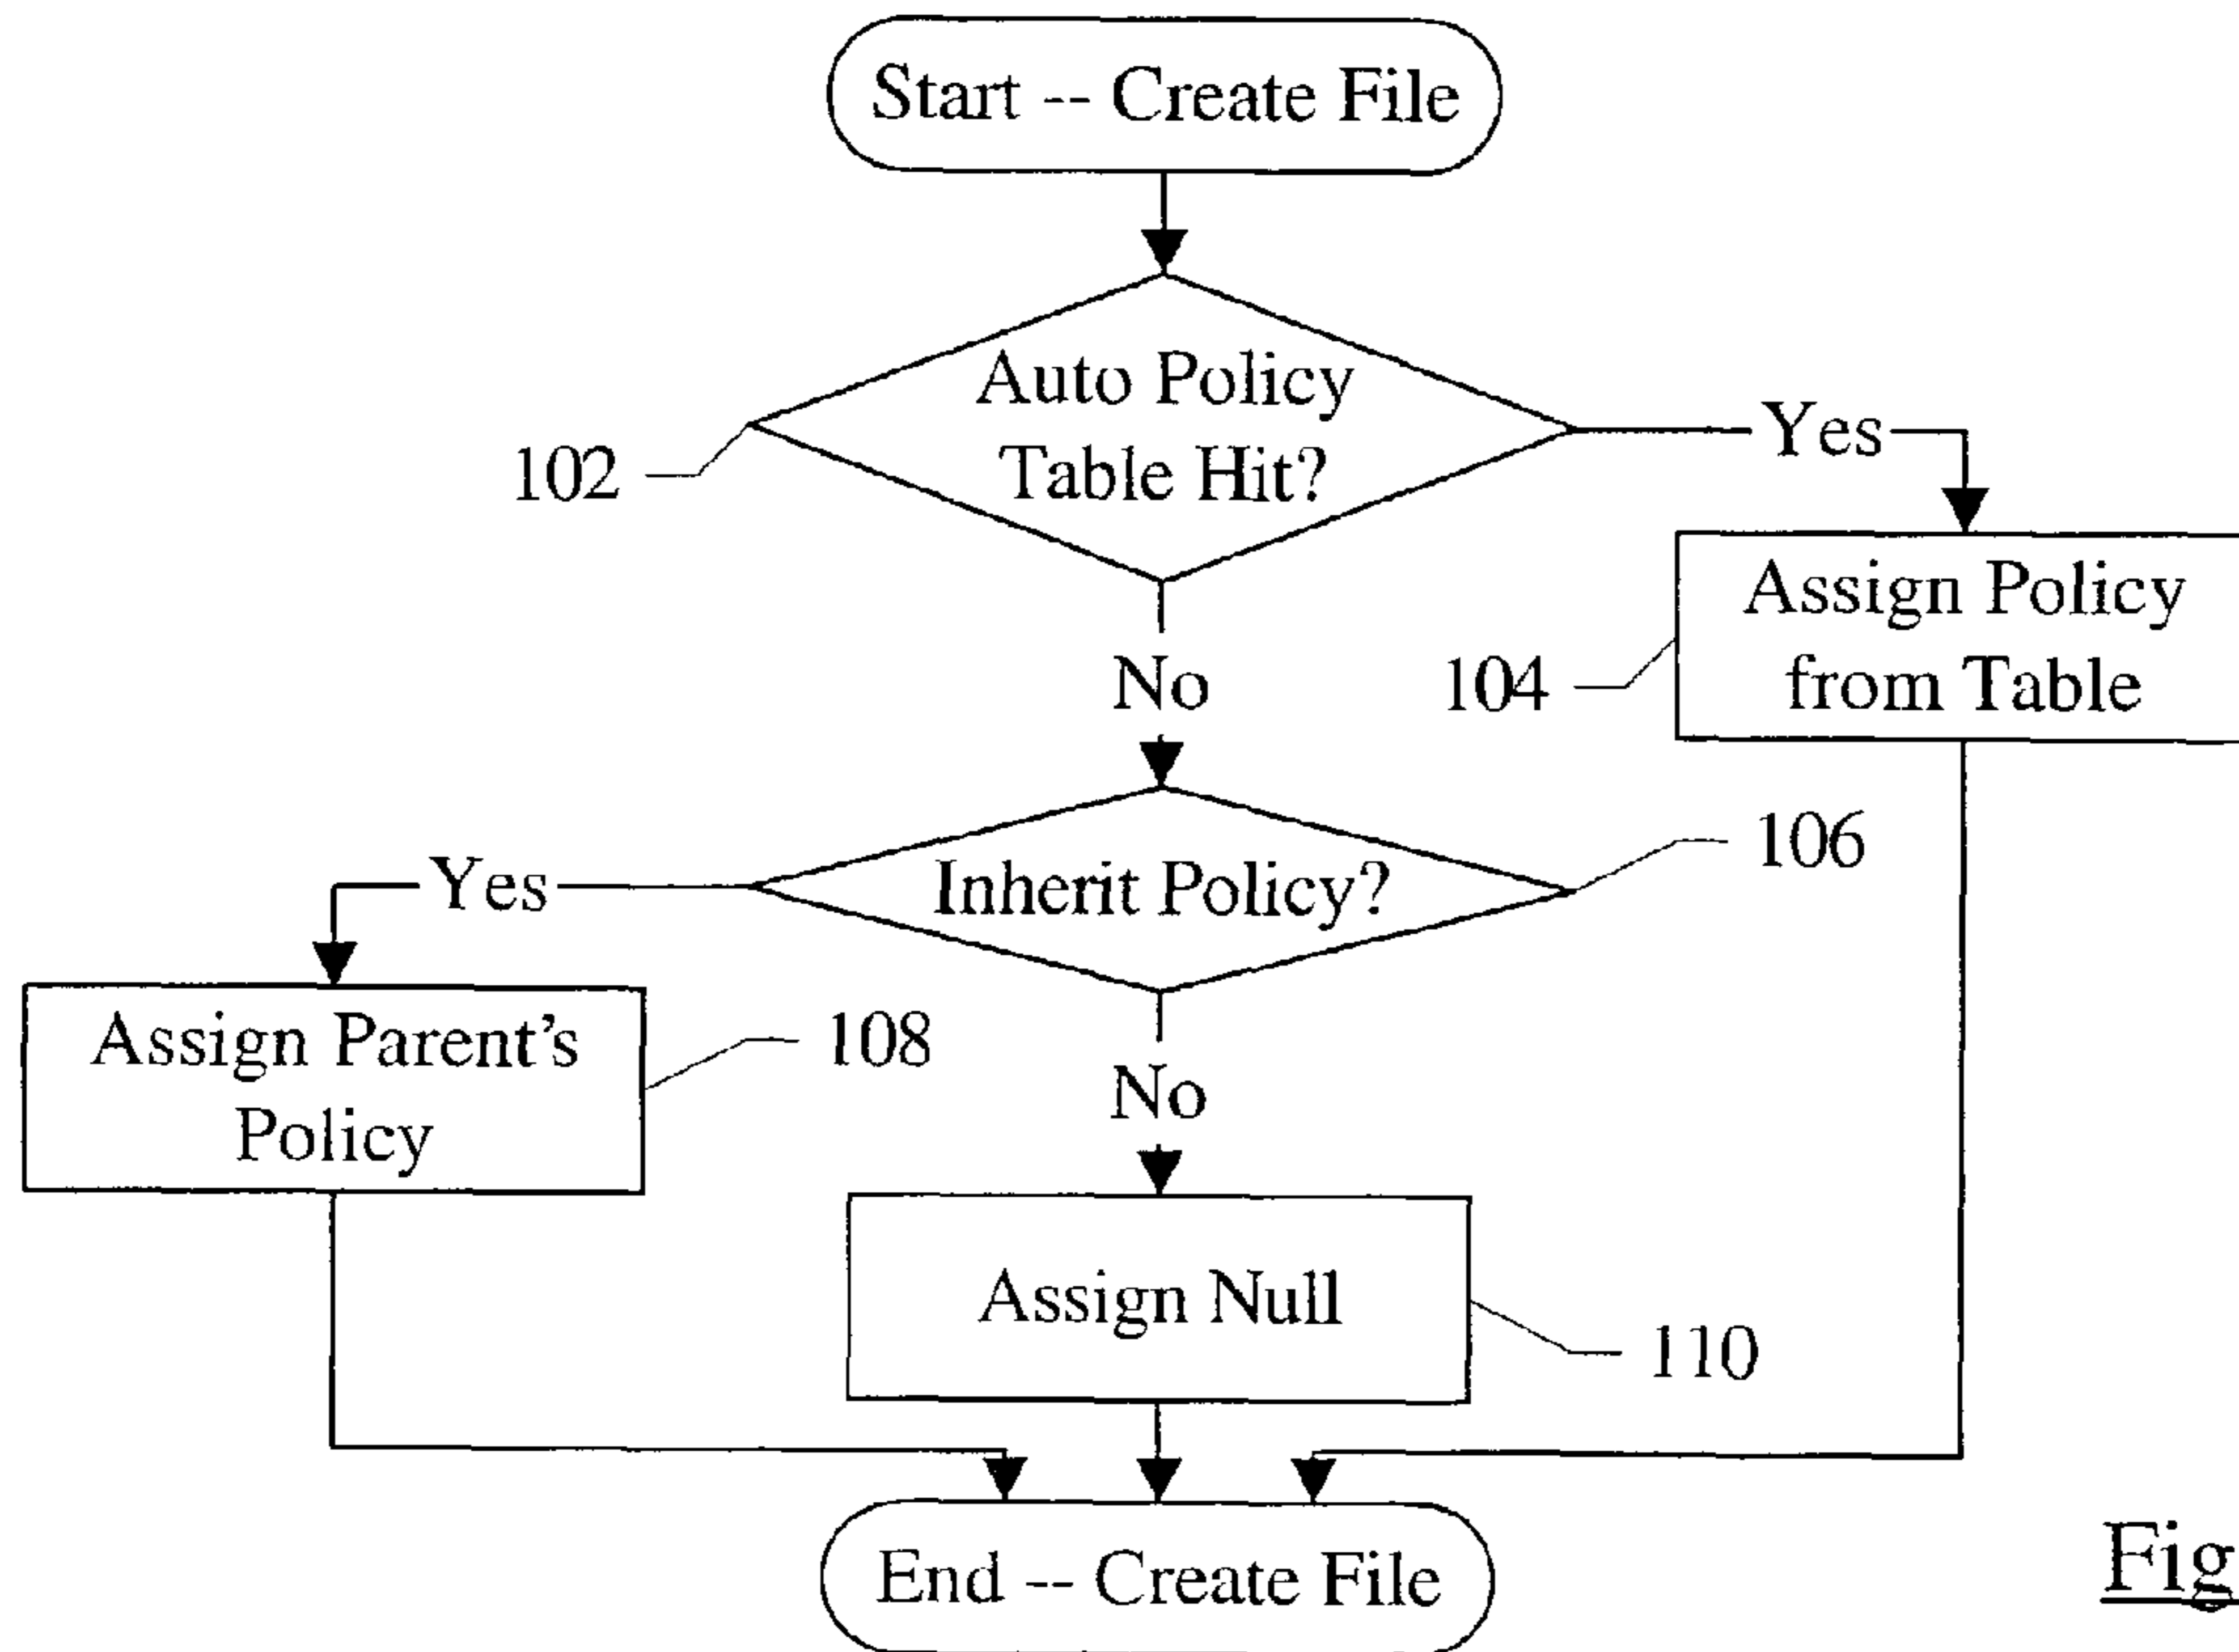 Start -- Create File
Auto Policy
Table Hit?
102
Yes
Assign Policy
from Table
104
No
106
Inherit Policy?
Yes
Assign Parent's
Policy
108
No
Assign Null
110
End -- Create File
Fig